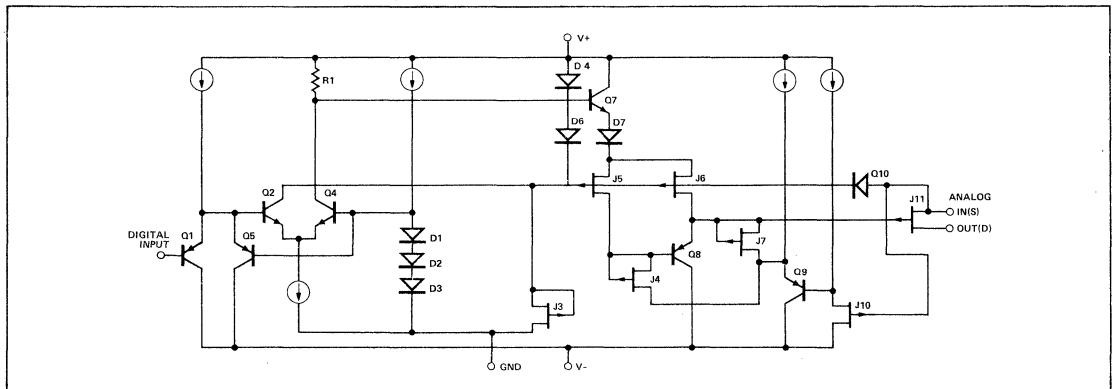 V+
D 4
R1
Q7
D6
D7
Q10
Q2
Q4
J5
J6
J11
ANALOG
IN(S)
OUT(D)
DIGITAL
INPUT
Q1
Q5
D1
D2
D3
J7
Q8
J4
Q9
J3
J10
GND
V-